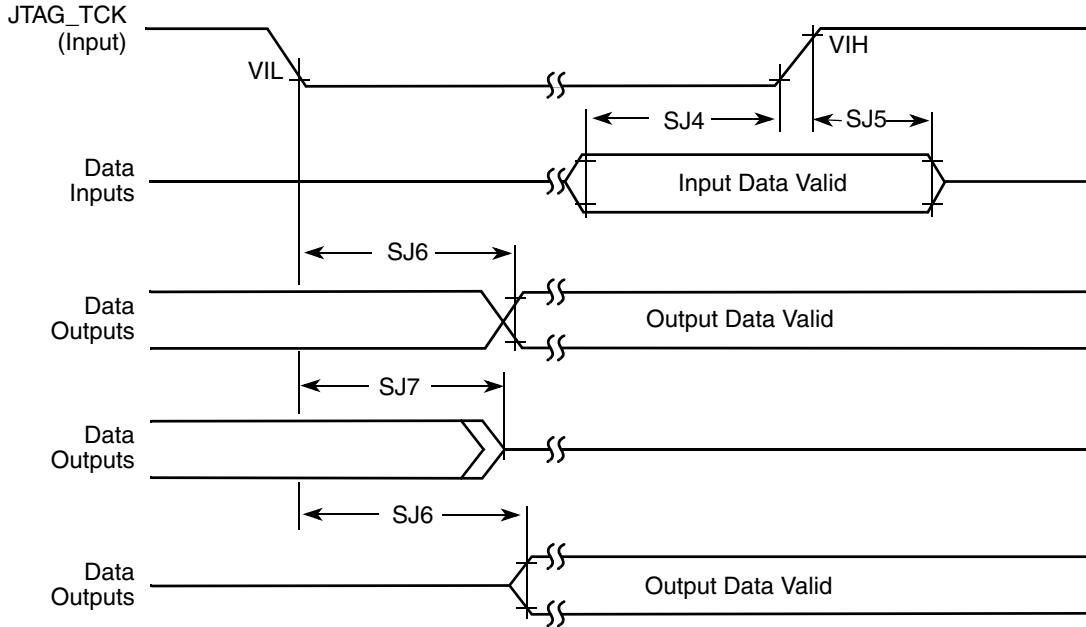 JTAG_TCK
(Input)
VIL
VIH
SJ4
SJ5
Data
Inputs
Input Data Valid
SJ6
Data
Outputs
Output Data Valid
SJ7
Data
Outputs
SJ6
Data
Outputs
Output Data Valid